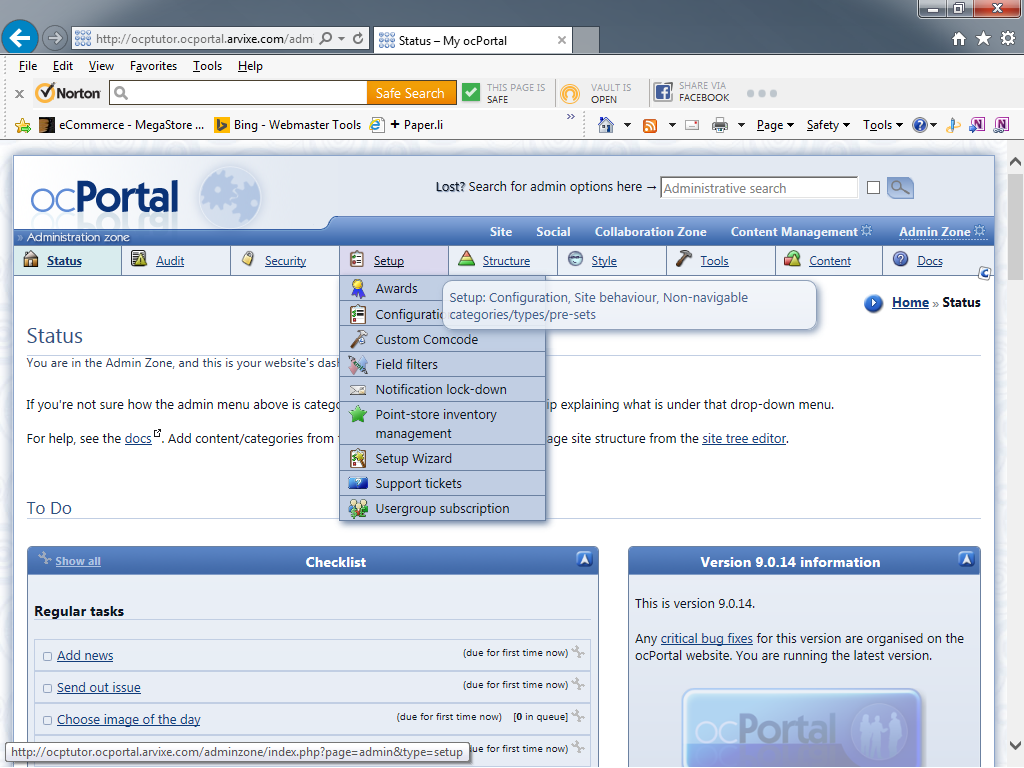 http://ocptutor.ocportal.arvixe.com/adm
Status – My ocPortal
File Edit View Favorites Tools Help
Norton
Safe Search
THIS PAGE IS
SAFE
VAULT IS
OPEN
SHARE VIA
FACEBOOK
eCommerce - MegaStore ...
Bing - Webmaster Tools
+ Paper.li
Page
Safety
Tools
ocPortal
Lost? Search for admin options here →
Administrative search
» Administration zone
Site Social Collaboration Zone Content Management Admin Zone
Status Audit Security Setup Structure Style Tools Content Docs
Awards
Configuratio
Custom Comcode
Field filters
Notification lock-down
Point-store inventory
management
Setup Wizard
Support tickets
Usergroup subscription
Setup: Configuration, Site behaviour, Non-navigable
categories/types/pre-sets
Home » Status
Status
You are in the Admin Zone, and this is your website's das
If you're not sure how the admin menu above is categ
ip explaining what is under that drop-down menu.
For help, see the docs. Add content/categories from
age site structure from the site tree editor.
To Do
Show all
Checklist
Regular tasks
Add news (due for first time now)
Send out issue (due for first time now)
Choose image of the day (due for first time now) [0 in queue]
due for first time now)
Version 9.0.14 information
This is version 9.0.14.
Any critical bug fixes for this version are organised on the
ocPortal website. You are running the latest version.
ocPortal
http://ocptutor.ocportal.arvixe.com/adminzone/index.php?page=admin&type=setup